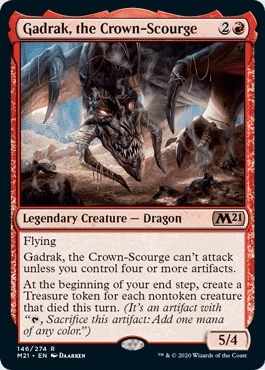 Gadrak, the Crown-Scourge 2
Legendary Creature — Dragon M21
Flying
Gadrak, the Crown-Scourge can't attack
unless you control four or more artifacts.
At the beginning of your end step, create a
Treasure token for each nontoken creature
that died this turn. (It's an artifact with
“, Sacrifice this artifact: Add one mana
of any color.”)
5/4
146/274 R
M21 • EN DAARKEN ™ & © 2020 Wizards of the Coast